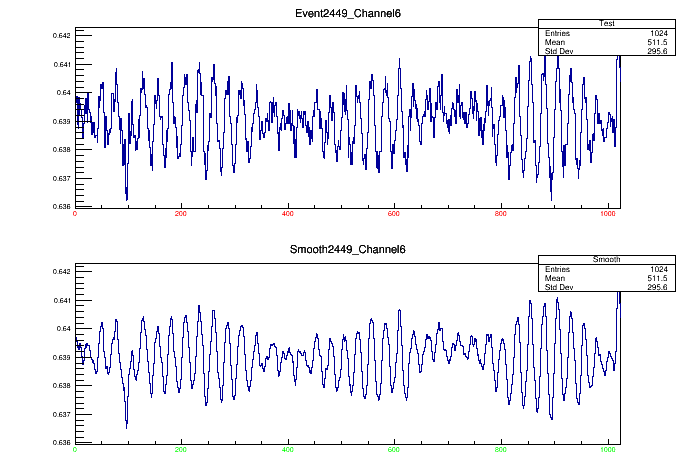 Event2449_Channel6
Test
Entries 1024
Mean 511.5
Std Dev 295.6
0.642
0.641
0.64
0.639
0.638
0.637
0.636
0 200 400 600 800 1000
Smooth2449_Channel6
Smooth
Entries 1024
Mean 511.5
Std Dev 295.6
0.642
0.641
0.64
0.639
0.638
0.637
0.636
0 200 400 600 800 1000